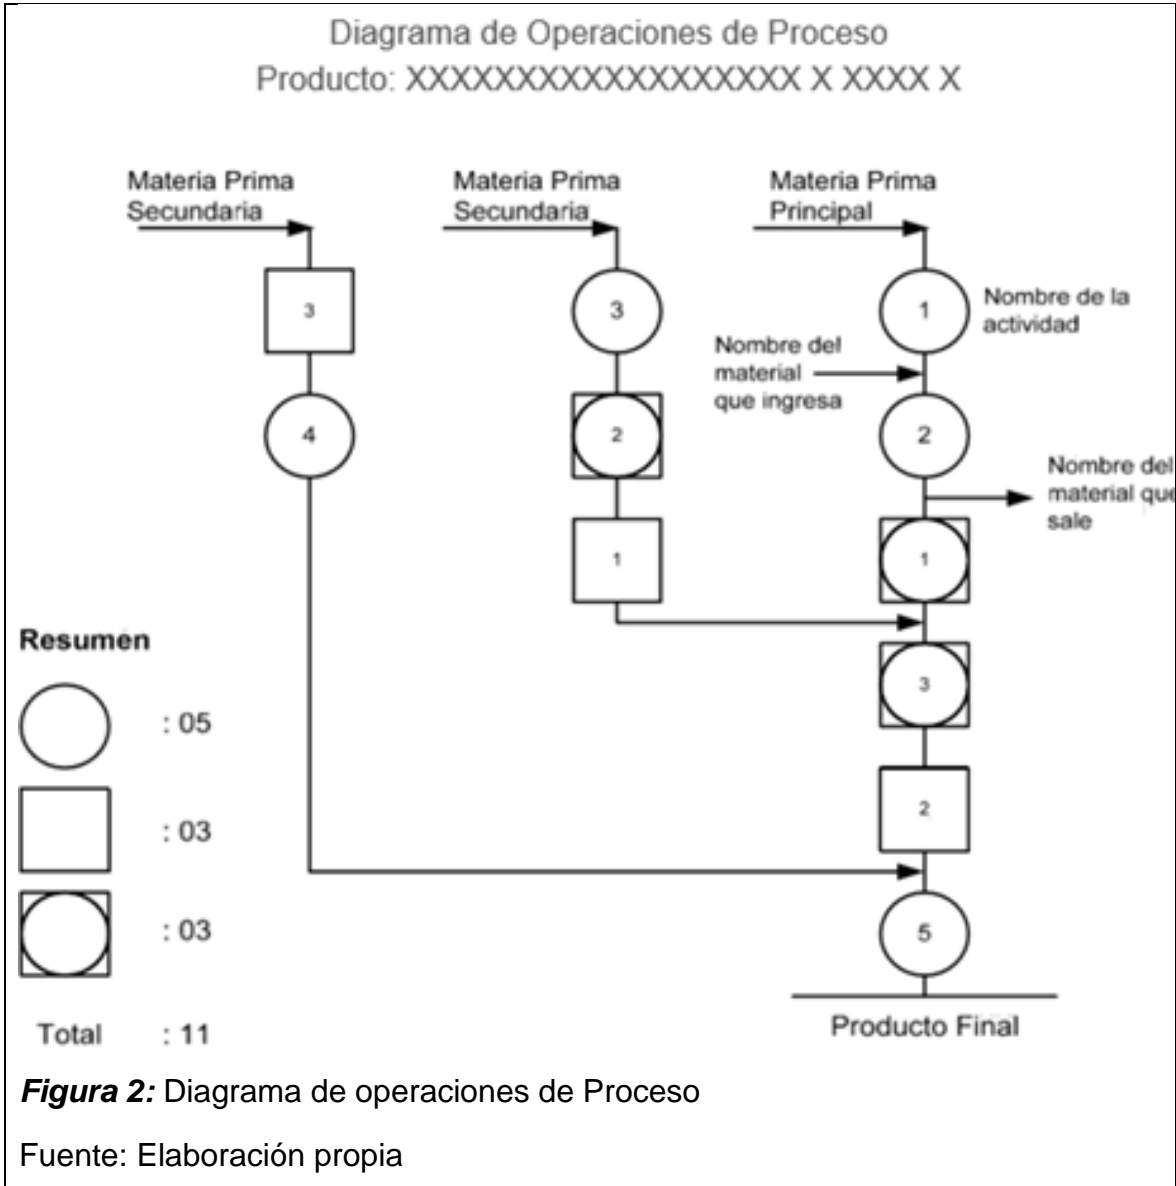 Diagrama de Operaciones de Proceso
Producto: XXXXXXXXXXXXXXXXXX X XXXX X
Materia Prima
Secundaria
Materia Prima
Secundaria
Materia Prima
Principal
3
3
1
Nombre de la
actividad
Nombre del
material
que ingresa
4
2
2
Nombre del
material que
sale
1
1
3
2
5
Producto Final
Resumen
: 05
: 03
: 03
Total : 11
Figura 2: Diagrama de operaciones de Proceso
Fuente: Elaboración propia